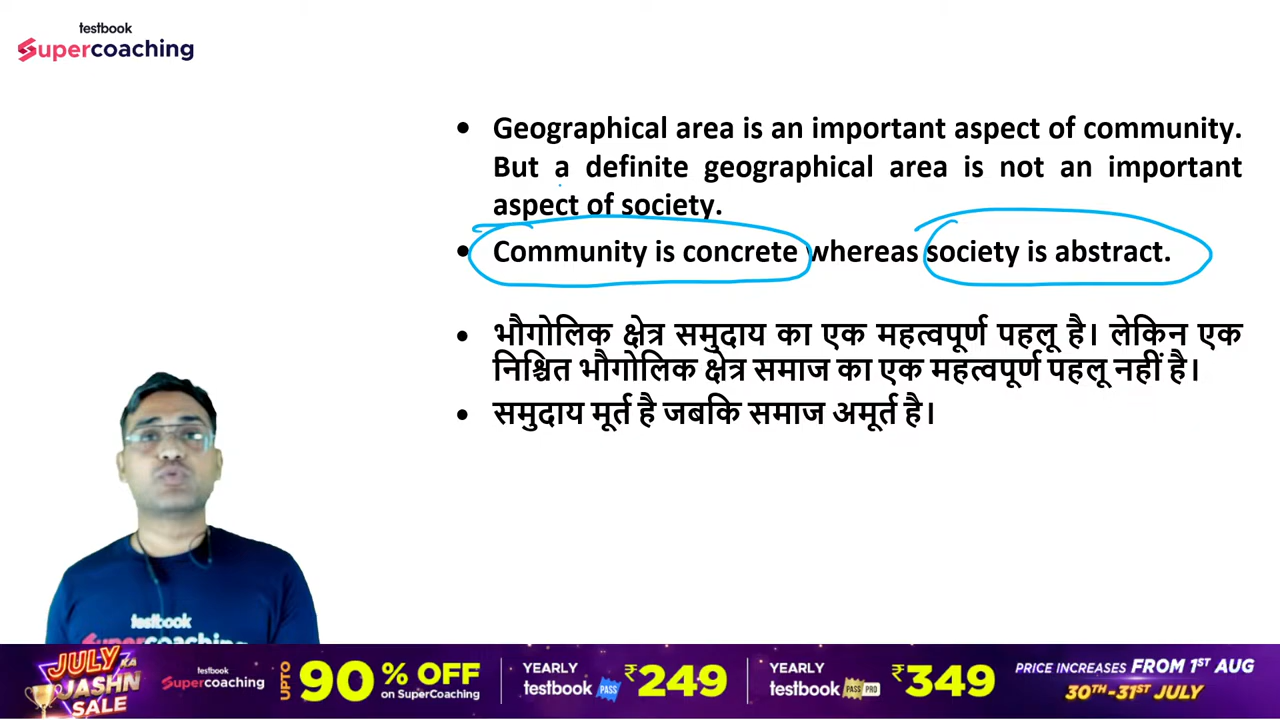 testbook
Supercoaching
• Geographical area is an important aspect of community.
But a definite geographical area is not an important
aspect of society.
• Community is concrete whereas society is abstract.
• भौगोलिक क्षेत्र समुदाय का एक महत्वपूर्ण पहलू है। लेकिन एक
निश्चित भौगोलिक क्षेत्र समाज का एक महत्वपूर्ण पहलू नहीं है।
• समुदाय मूर्त है जबकि समाज अमूर्त है।
testbook
Supercoaching
JULY KA
JASHN
SALE
testbook
Supercoaching
UPTO 90% OFF
on SuperCoaching
YEARLY
testbook PASS
₹249
YEARLY
testbook PASS PRO
₹349
PRICE INCREASES FROM 1ST AUG
30TH-31ST JULY